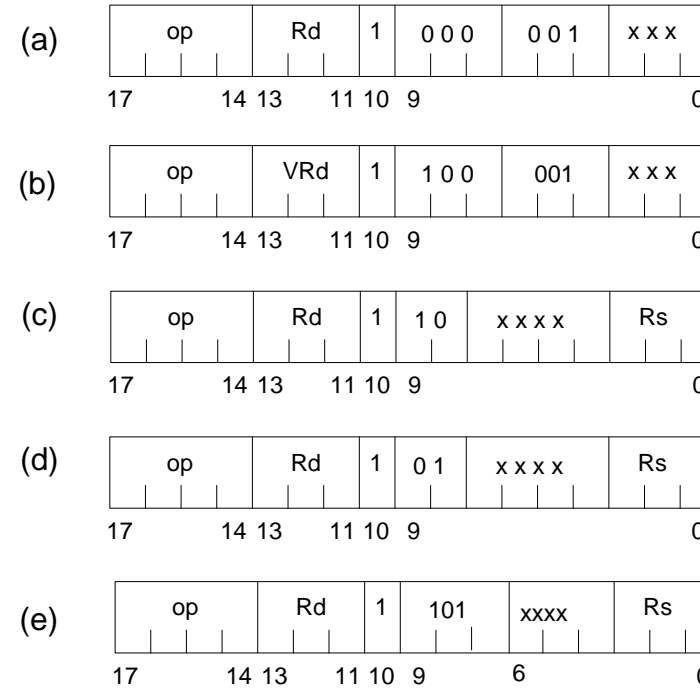 (a) op Rd 1 0 0 0 0 0 1 x x x
17 14 13 11 10 9 0
(b) op VRd 1 1 0 0 001 x x x
17 14 13 11 10 9 0
(c) op Rd 1 1 0 x x x x Rs
17 14 13 11 10 9 0
(d) op Rd 1 0 1 x x x x Rs
17 14 13 11 10 9 0
(e) op Rd 1 101 xxxx Rs
17 14 13 11 10 9 6 0